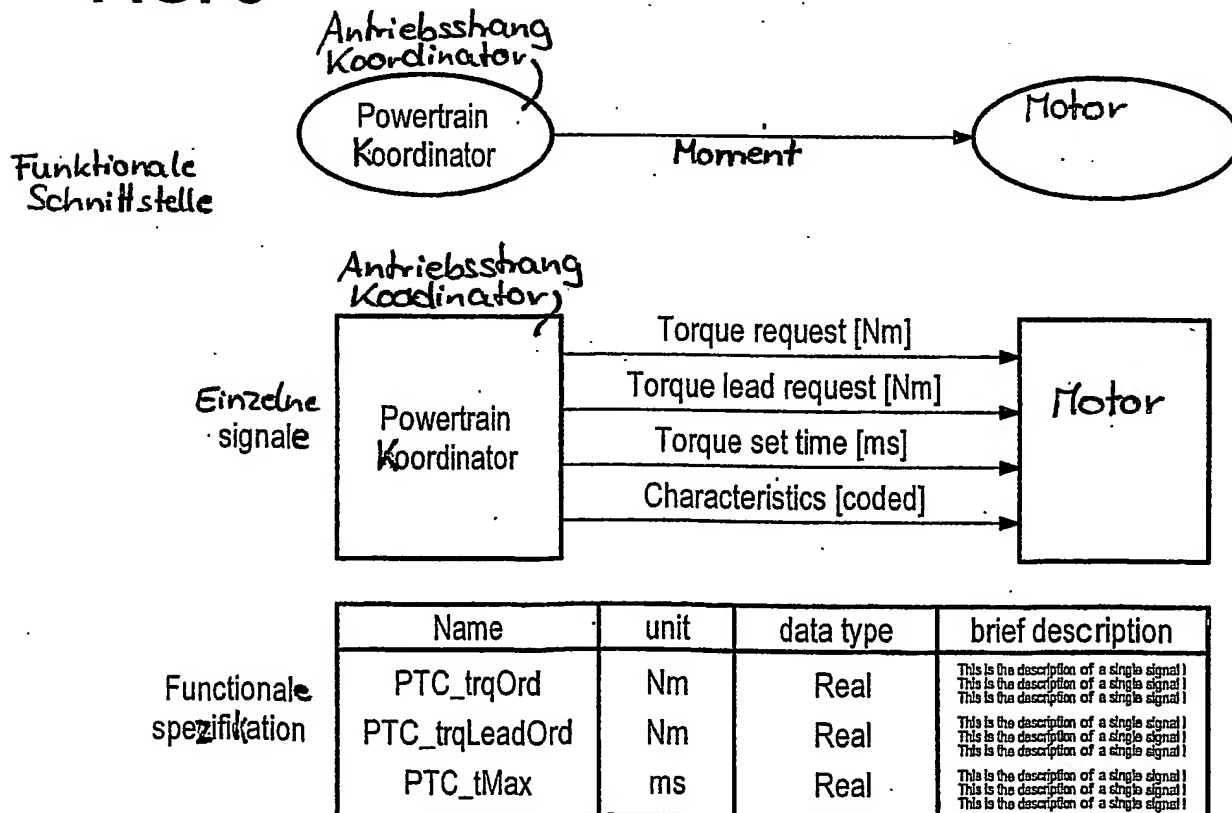 Antriebsstrang
Koordinator
Powertrain
Koordinator
Moment
Motor
Funktionale
Schnittstelle
Antriebsstrang
Koodinator
Einzelne
signale
Powertrain
Koordinator
Torque request [Nm]
Torque lead request [Nm]
Torque set time [ms]
Characteristics [coded]
Motor
Functionale
spezifikation
Name unit data type brief description
PTC_trqOrd Nm Real This is the description of a single signal!
This is the description of a single signal!
This is the description of a single signal!
PTC_trqLeadOrd Nm Real This is the description of a single signal!
This is the description of a single signal!
This is the description of a single signal!
PTC_tMax ms Real This is the description of a single signal!
This is the description of a single signal!
This is the description of a single signal!